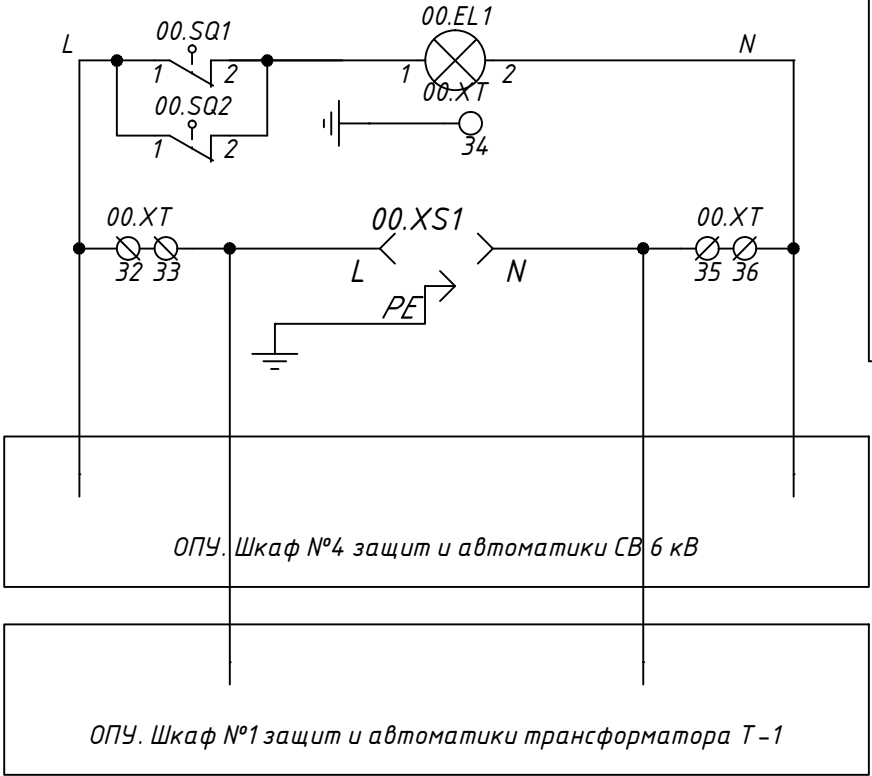 00.EL1
L
00.SQ1
N
1
2
1
2
00.XT
00.SQ2
1
2
34
00.XT
00.XS1
00.XT
32
33
L
N
35
36
PE
ОПУ. Шкаф №4 защит и автоматики СВ 6 кВ
ОПУ. Шкаф №1 защит и автоматики трансформатора Т-1